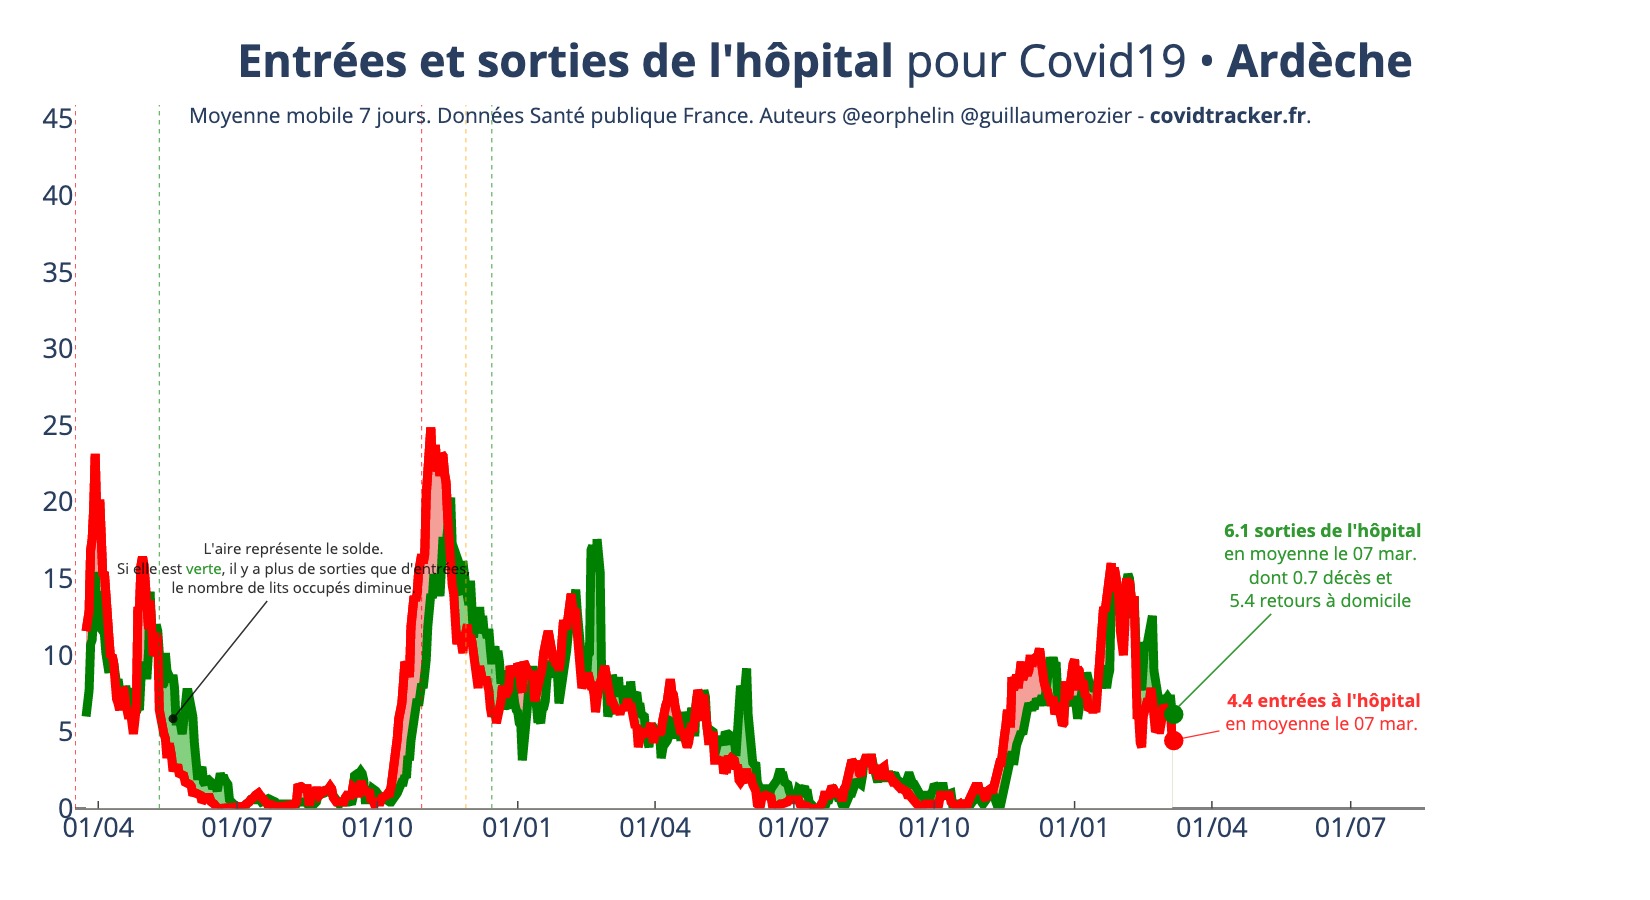 Entrées et sorties de l'hôpital pour Covid19 • Ardèche
Moyenne mobile 7 jours. Données Santé publique France. Auteurs @eorphelin @guillaumerozier - covidtracker.fr.
45
40
35
30
25
20
15
10
5
0
L'aire représente le solde.
Si elle est verte, il y a plus de sorties que d'entrées,
le nombre de lits occupés diminue.
6.1 sorties de l'hôpital
en moyenne le 07 mar.
dont 0.7 décès et
5.4 retours à domicile
4.4 entrées à l'hôpital
en moyenne le 07 mar.
01/04 01/07 01/10 01/01 01/04 01/07 01/10 01/01 01/04 01/07